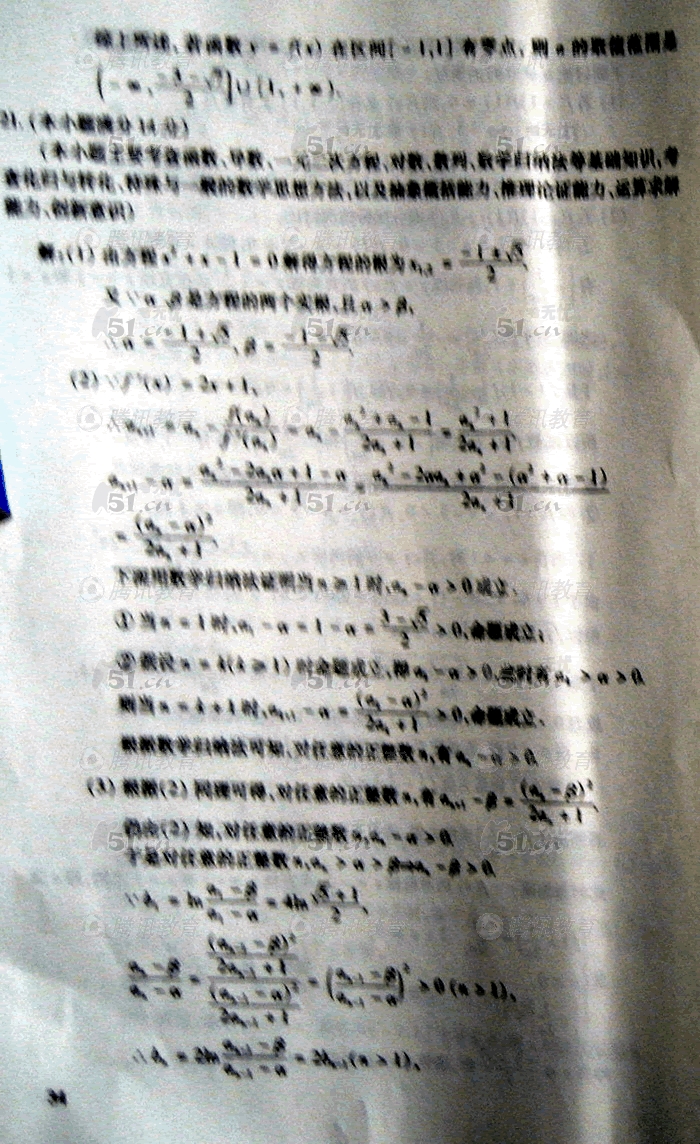 综上所述,若函数 y = f(x) 在区间[-1,1] 有零点,则 a 的取值范围是
(-∞, (-3-√7)/2]∪[1,+∞).
21.(本小题满分14分)
(本小题主要考查函数、导数、一元二次方程、对数、数列、数学归纳法等基础知识,考
查化归与转化、特殊与一般的数学思想方法,以及抽象概括能力、推理论证能力、运算求解
能力、创新意识)
解:(1) 由方程 x² + x - 1 = 0 解得方程的根为 x₁,₂ = (-1±√5)/2,
又∵α、β是方程的两个实根,且 α > β,
∴α = (-1+√5)/2, β = (-1-√5)/2.
(2) ∵f'(x) = 2x+1,
∴aₙ₊₁ = aₙ - f(aₙ)/f'(aₙ) = aₙ - (aₙ²+aₙ-1)/(2aₙ+1) = (aₙ²+1)/(2aₙ+1).
aₙ₊₁ - α = (aₙ²-2aₙα+1-α)/(2aₙ+1) = (aₙ²-2αaₙ+α²-(α²+α-1))/(2aₙ+1)
= (aₙ-α)²/(2aₙ+1).
下面用数学归纳法证明当 n≥1 时,aₙ-α>0 成立.
①当 n=1 时,a₁-α=1-α=(3-√5)/2>0,命题成立;
②假设 n=k(k≥1) 时命题成立,即 aₖ-α>0,此时有 aₖ>α>0.
则当 n=k+1 时,aₖ₊₁-α=(aₖ-α)²/(2aₖ+1)>0,命题成立.
根据数学归纳法可知,对任意的正整数 n,有 aₙ-α>0.
(3) 根据(2) 同理可得,对任意的正整数 n,有 aₙ₊₁-β=(aₙ-β)²/(2aₙ+1).
(2) 知,对任意的正整数 n,aₙ-α>0.
于是对任意的正整数 n,aₙ>α>β⇒aₙ-β>0.
∵b₁ = ln (a₁-β)/(a₁-α) = 4ln (√5+1)/2,
(aₙ-β)/(aₙ-α) = ((aₙ₋₁-β)²/(2aₙ₋₁+1))/((aₙ₋₁-α)²/(2aₙ₋₁+1)) = ((aₙ₋₁-β)/(aₙ₋₁-α))² > 0 (n>1),
∴bₙ = 2ln (aₙ₋₁-β)/(aₙ₋₁-α) = 2bₙ₋₁(n>1),
34
腾讯教育
51.cn